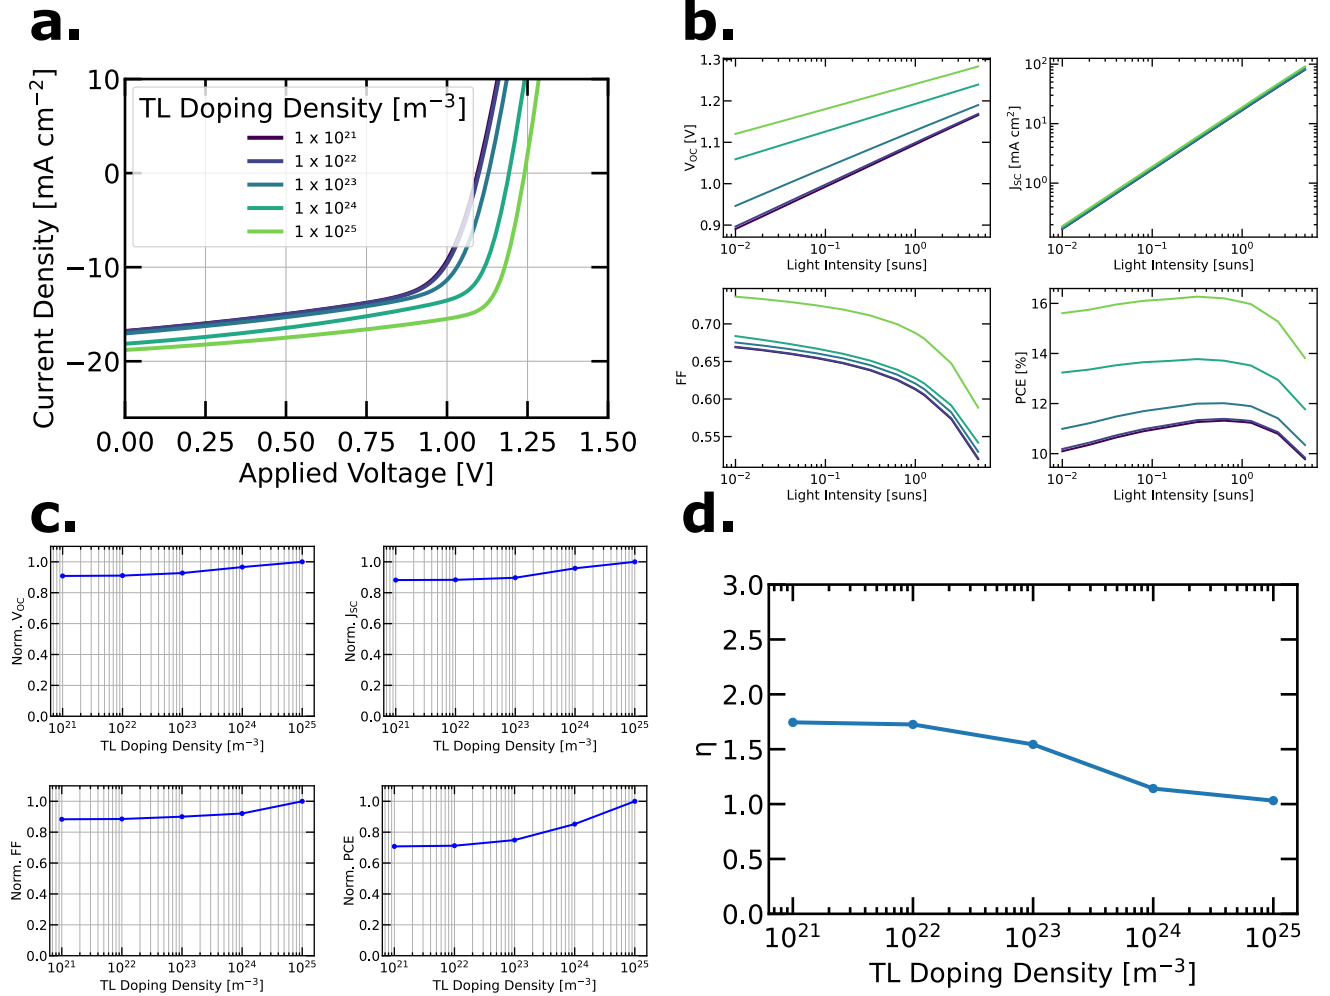 a.
Current Density [mA cm⁻²]
10
0
−10
−20
TL Doping Density [m⁻³]
1 x 10²¹
1 x 10²²
1 x 10²³
1 x 10²⁴
1 x 10²⁵
0.00 0.25 0.50 0.75 1.00 1.25 1.50
Applied Voltage [V]
b.
V_OC [V]
1.3
1.2
1.1
1.0
0.9
10⁻² 10⁻¹ 10⁰
Light Intensity [suns]
J_SC [mA cm²]
10²
10¹
10⁰
10⁻² 10⁻¹ 10⁰
Light Intensity [suns]
FF
0.70
0.65
0.60
0.55
10⁻² 10⁻¹ 10⁰
Light Intensity [suns]
PCE [%]
16
14
12
10
10⁻² 10⁻¹ 10⁰
Light Intensity [suns]
c.
Norm. V_OC
1.0
0.8
0.6
0.4
0.2
0.0
10²¹ 10²² 10²³ 10²⁴ 10²⁵
TL Doping Density [m⁻³]
Norm. J_SC
1.0
0.8
0.6
0.4
0.2
0.0
10²¹ 10²² 10²³ 10²⁴ 10²⁵
TL Doping Density [m⁻³]
Norm. FF
1.0
0.8
0.6
0.4
0.2
0.0
10²¹ 10²² 10²³ 10²⁴ 10²⁵
TL Doping Density [m⁻³]
Norm. PCE
1.0
0.8
0.6
0.4
0.2
0.0
10²¹ 10²² 10²³ 10²⁴ 10²⁵
TL Doping Density [m⁻³]
d.
η
3.0
2.5
2.0
1.5
1.0
0.5
0.0
10²¹ 10²² 10²³ 10²⁴ 10²⁵
TL Doping Density [m⁻³]